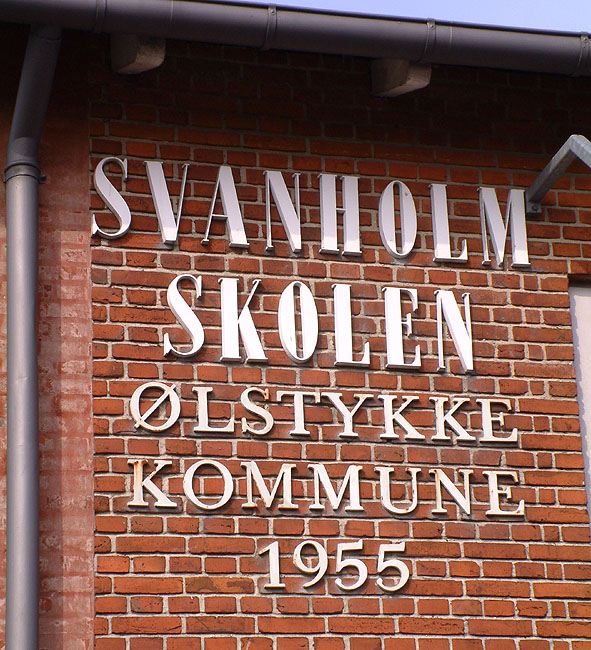 SVANHOLM
SKOLEN
ØLSTYKKE
KOMMUNE
1955